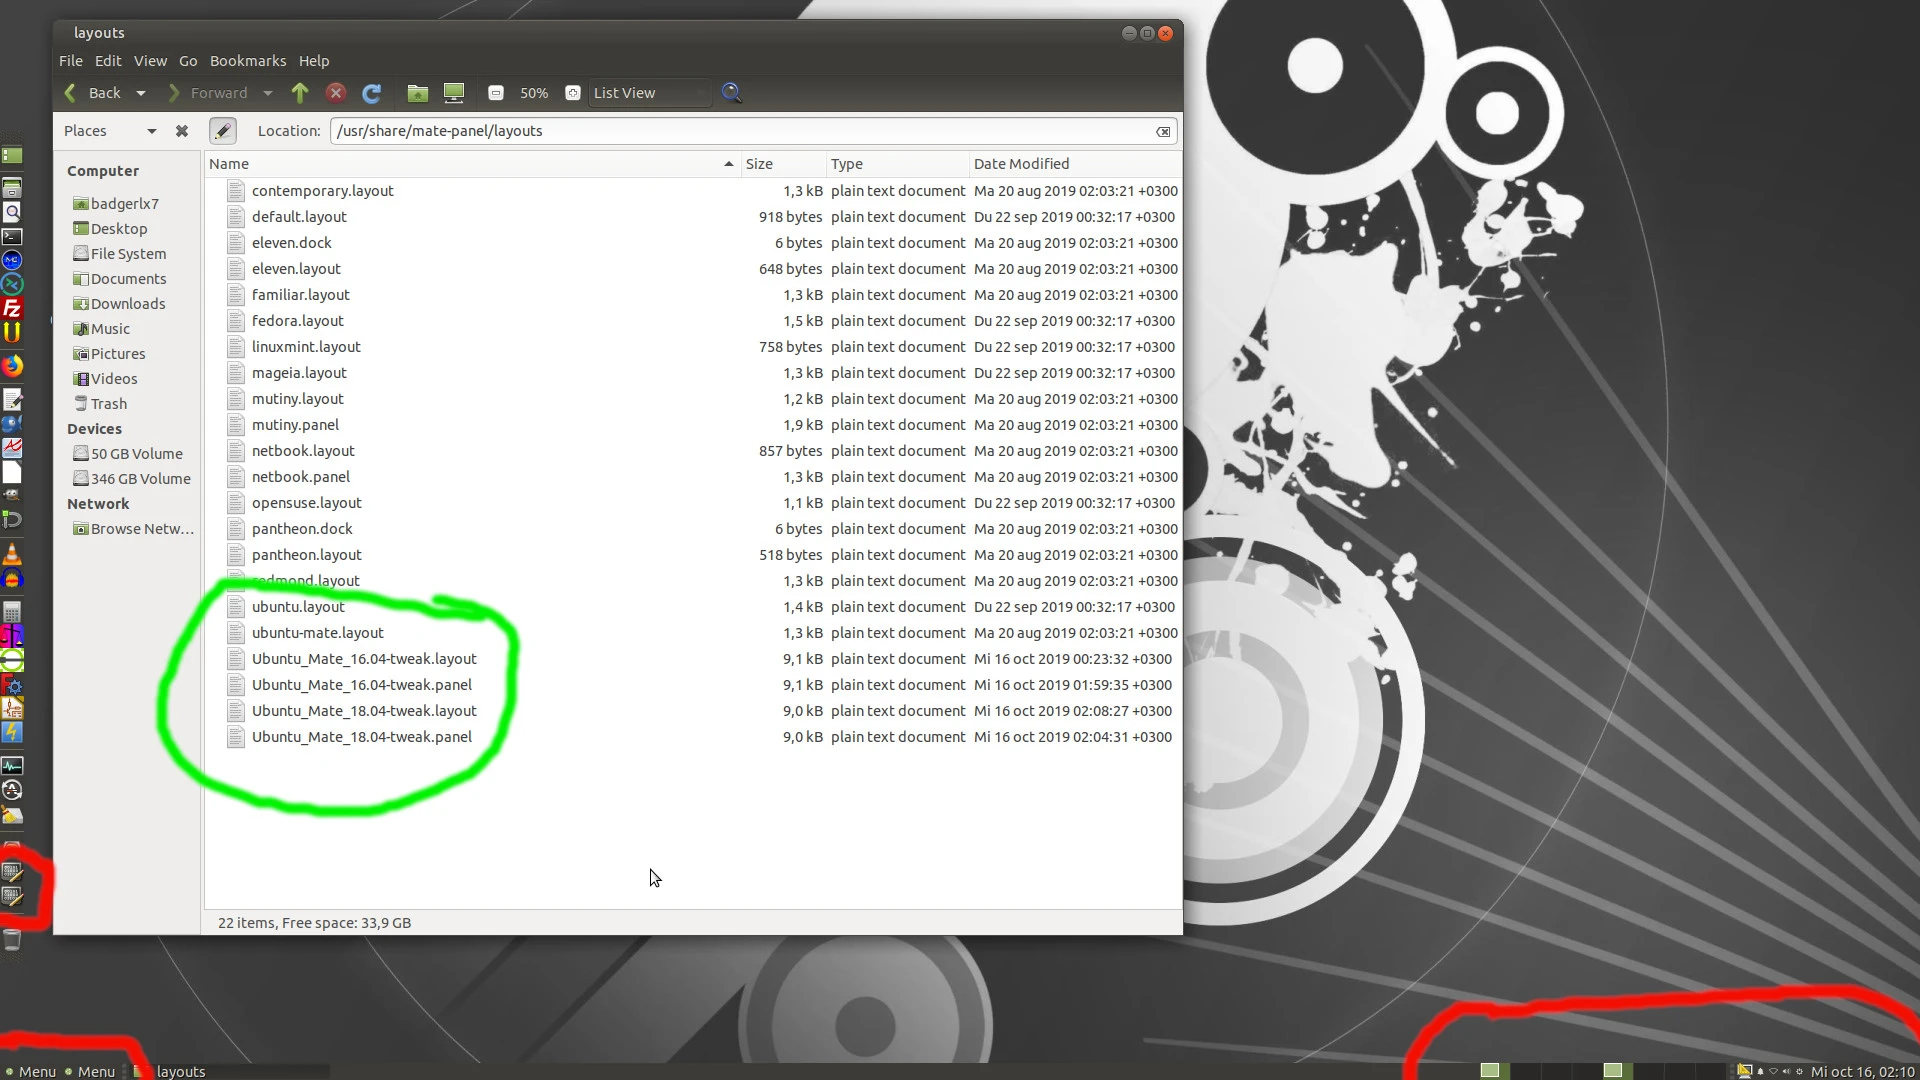 layouts
File Edit View Go Bookmarks Help
Back Forward 50% List View
Places Location: /usr/share/mate-panel/layouts
Computer
badgerlx7
Desktop
File System
Documents
Downloads
Music
Pictures
Videos
Trash
Devices
50 GB Volume
346 GB Volume
Network
Browse Netw...
Name Size Type Date Modified
contemporary.layout 1,3 kB plain text document Ma 20 aug 2019 02:03:21 +0300
default.layout 918 bytes plain text document Du 22 sep 2019 00:32:17 +0300
eleven.dock 6 bytes plain text document Ma 20 aug 2019 02:03:21 +0300
eleven.layout 648 bytes plain text document Ma 20 aug 2019 02:03:21 +0300
familiar.layout 1,3 kB plain text document Ma 20 aug 2019 02:03:21 +0300
fedora.layout 1,5 kB plain text document Du 22 sep 2019 00:32:17 +0300
linuxmint.layout 758 bytes plain text document Du 22 sep 2019 00:32:17 +0300
mageia.layout 1,3 kB plain text document Du 22 sep 2019 00:32:17 +0300
mutiny.layout 1,2 kB plain text document Ma 20 aug 2019 02:03:21 +0300
mutiny.panel 1,9 kB plain text document Ma 20 aug 2019 02:03:21 +0300
netbook.layout 857 bytes plain text document Ma 20 aug 2019 02:03:21 +0300
netbook.panel 1,3 kB plain text document Ma 20 aug 2019 02:03:21 +0300
opensuse.layout 1,1 kB plain text document Du 22 sep 2019 00:32:17 +0300
pantheon.dock 6 bytes plain text document Ma 20 aug 2019 02:03:21 +0300
pantheon.layout 518 bytes plain text document Ma 20 aug 2019 02:03:21 +0300
redmond.layout 1,3 kB plain text document Ma 20 aug 2019 02:03:21 +0300
ubuntu.layout 1,4 kB plain text document Du 22 sep 2019 00:32:17 +0300
ubuntu-mate.layout 1,3 kB plain text document Ma 20 aug 2019 02:03:21 +0300
Ubuntu_Mate_16.04-tweak.layout 9,1 kB plain text document Mi 16 oct 2019 00:23:32 +0300
Ubuntu_Mate_16.04-tweak.panel 9,1 kB plain text document Mi 16 oct 2019 01:59:35 +0300
Ubuntu_Mate_18.04-tweak.layout 9,0 kB plain text document Mi 16 oct 2019 02:08:27 +0300
Ubuntu_Mate_18.04-tweak.panel 9,0 kB plain text document Mi 16 oct 2019 02:04:31 +0300
22 items, Free space: 33,9 GB
Menu Menu layouts Mi oct 16, 02:10